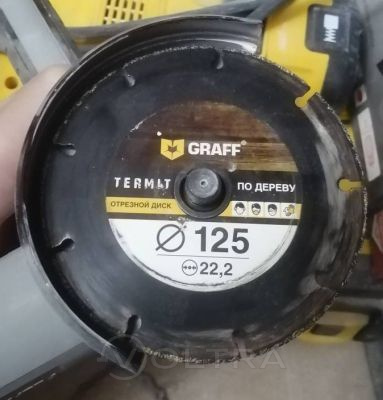 GRAFF
TERMIT ПО ДЕРЕВУ
ОТРЕЗНОЙ ДИСК
Ø 125
22,2